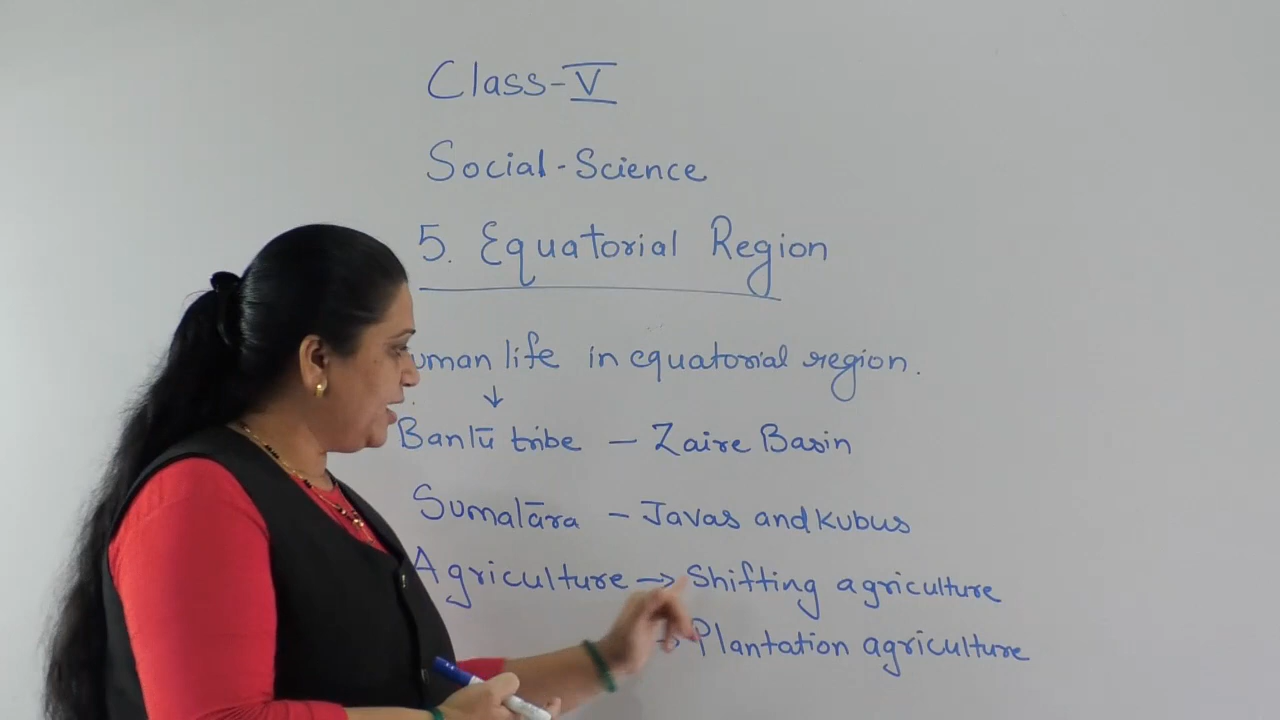 Class-V
Social-Science
5. Equatorial Region
uman life in equatorial region.
↓
Bantū tribe - Zaire Basin
Sumatāra - Javas and Kubus
Agriculture → Shifting agriculture
→ Plantation agriculture